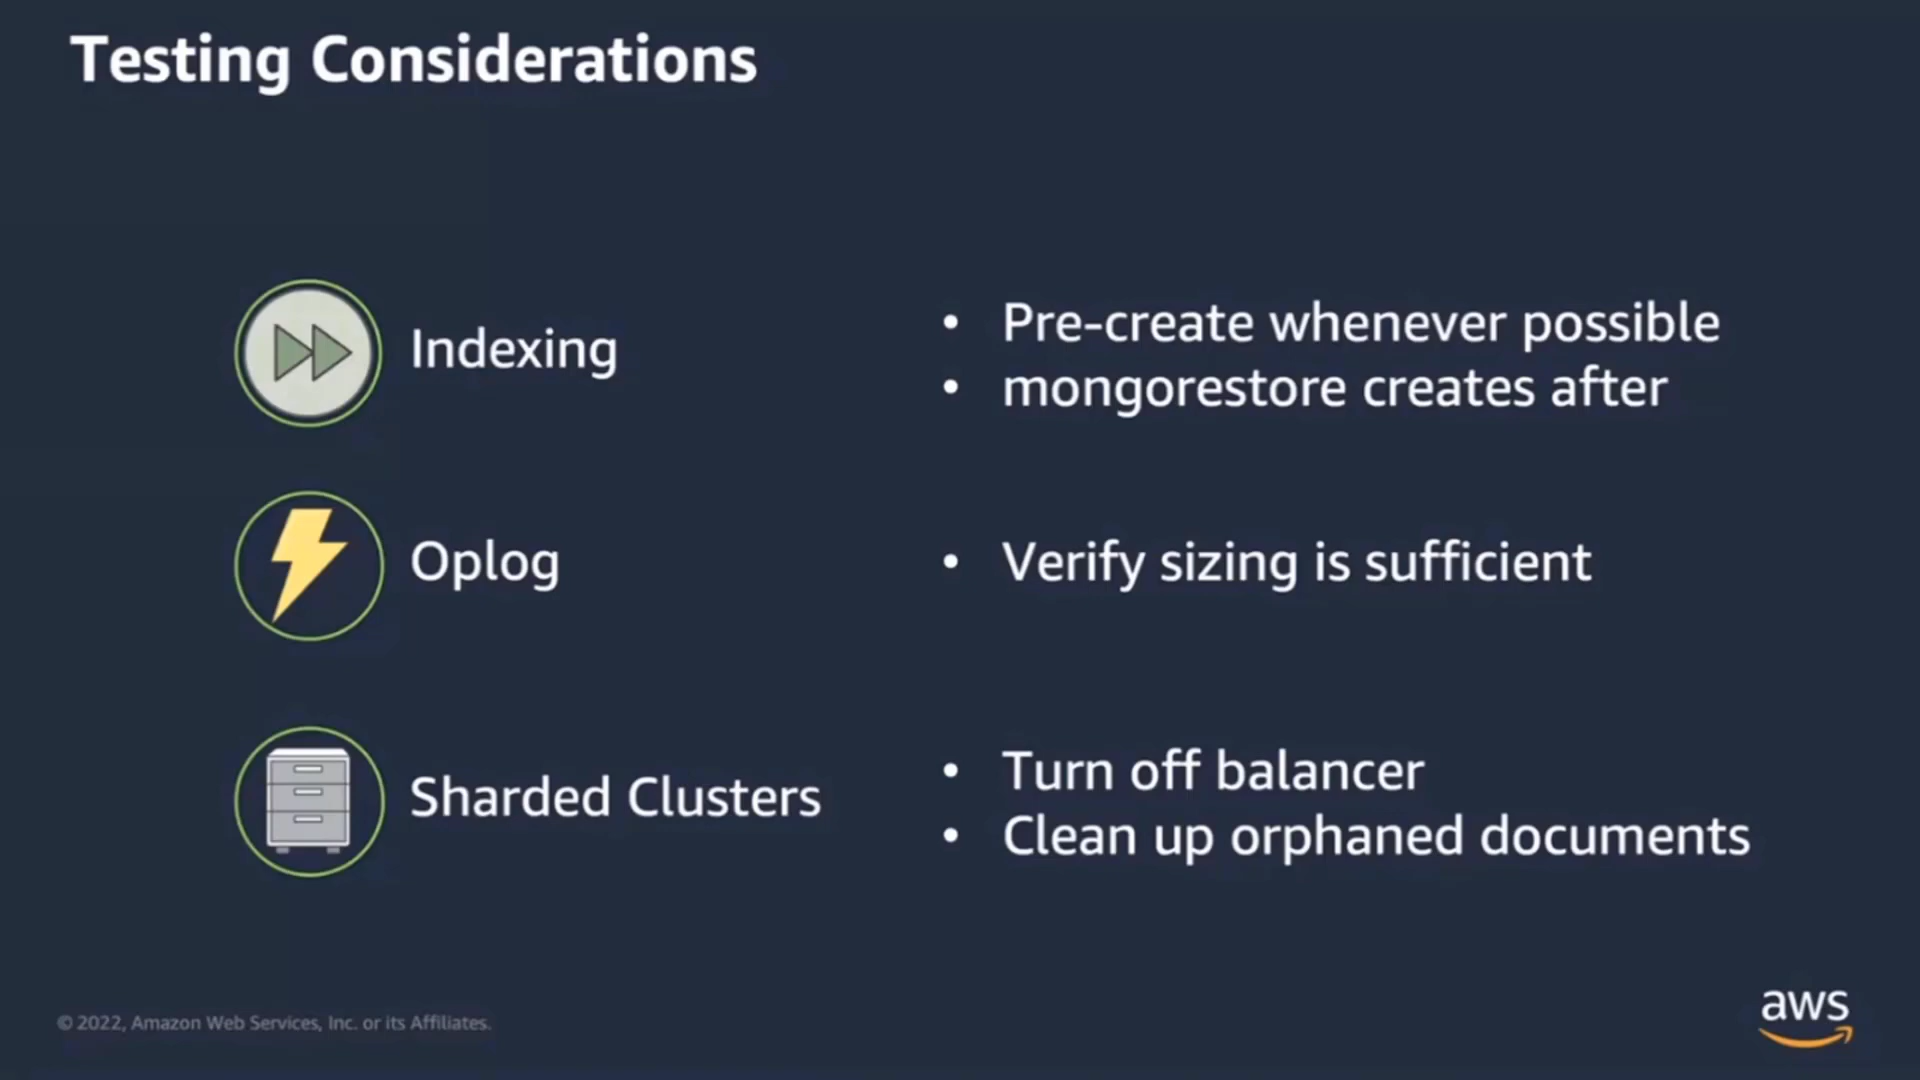 Testing Considerations
Indexing
• Pre-create whenever possible
• mongorestore creates after
Oplog
• Verify sizing is sufficient
Sharded Clusters
• Turn off balancer
• Clean up orphaned documents
© 2022, Amazon Web Services, Inc. or its Affiliates.
aws